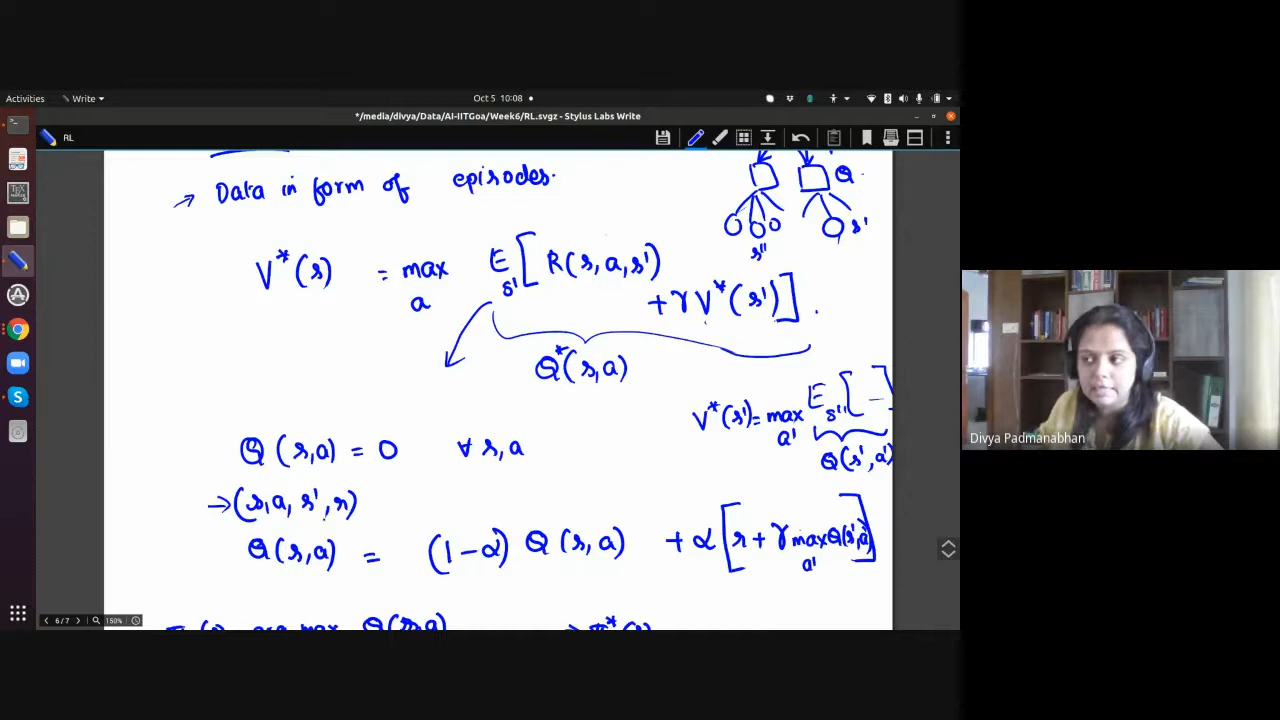 Activities Write Oct 5 10:08
*/media/divya/Data/AI-IITGoa/Week6/RL.svgz - Stylus Labs Write
RL
→ Data in form of episodes.
Q
s'
s''
V*(s) = max E [ R(s,a,s')
a s' + γ V*(s') ] .
Q*(s,a)
V*(s') = max E [ — ]
a' s''
Q(s',a')
Q(s,a) = 0 ∀ s,a
→ (s,a,s',r)
Q(s,a) = (1-α) Q(s,a) + α [ r + γ max Q(s',a') ]
a'
Q(s,a)
6/7 150%
Divya Padmanabhan